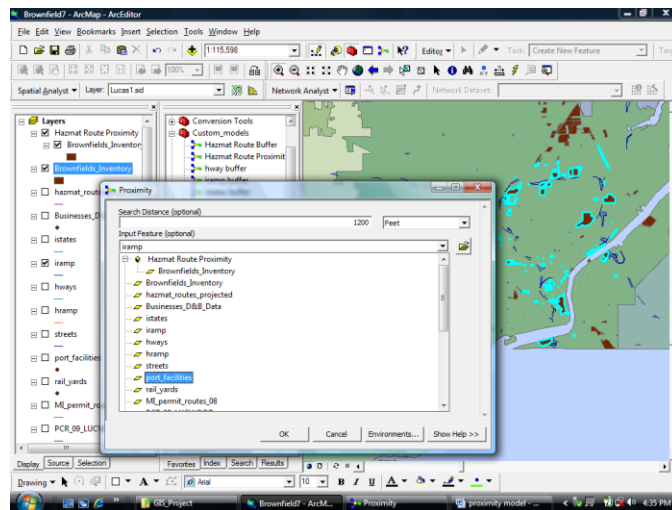 Brownfield7 - ArcMap - ArcEditor
File Edit View Bookmarks Insert Selection Tools Window Help
1:115,598 Editor Task: Create New Feature
100%
Spatial Analyst Layer: Lucas1.sid Network Analyst Network Dataset:
Layers
Hazmat Route Proximity
Brownfields_Inventory
Brownfields_Inventory
hazmat_rout
Businesses_D
istates
iramp
hways
hramp
streets
port_facilities
rail_yards
MI_permit_ro
PCR_09_LUCW
Conversion Tools
Custom_models
Hazmat Route Buffer
Hazmat Route Proximit
hway buffer
iramp buffer
Proximity
Search Distance (optional)
1200 Feet
Input Feature (optional)
iramp
Hazmat Route Proximity
Brownfields_Inventory
Brownfields_Inventory
hazmat_routes_projected
Businesses_D&B_Data
istates
iramp
hways
hramp
streets
port_facilities
rail_yards
MI_permit_routes_08
OK Cancel Environments... Show Help >>
Display Source Selection Favorites Index Search Results
Drawing A Arial 10 B I U A
GIS_Project Brownfield7 - ArcM... Proximity proximity model - ... 4:35 PM